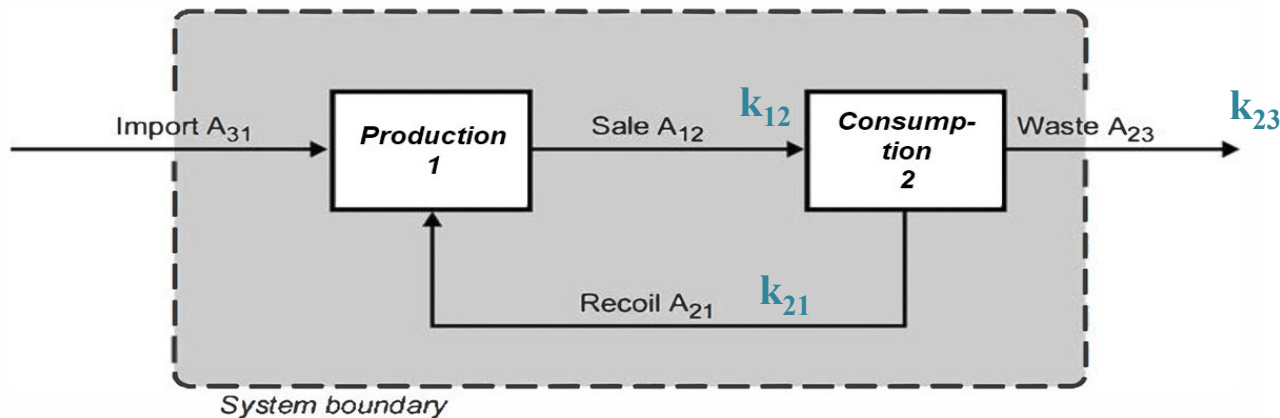 Import A31
Production
1
Sale A12
k12
Consump-
tion
2
Waste A23
k23
Recoil A21
k21
System boundary